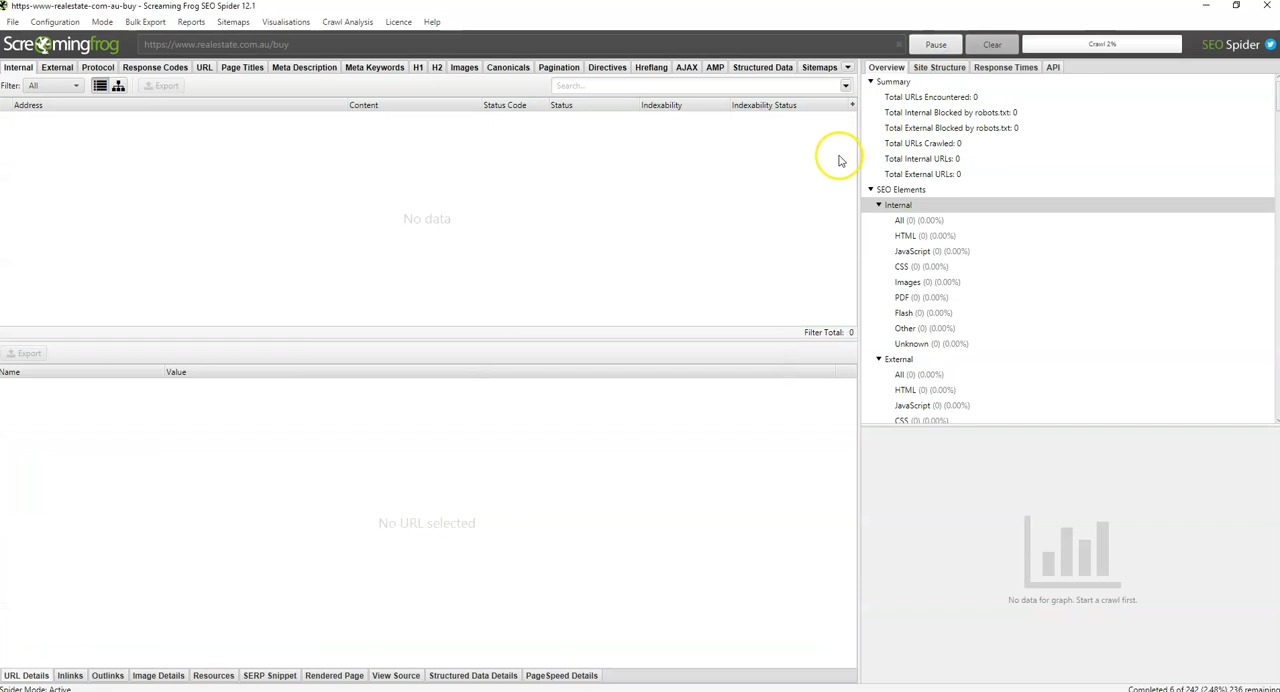 https-www-realestate-com-au-buy - Screaming Frog SEO Spider 12.1
File Configuration Mode Bulk Export Reports Sitemaps Visualisations Crawl Analysis Licence Help
Screamingfrog https://www.realestate.com.au/buy Pause Clear Crawl 2% SEO Spider
Internal External Protocol Response Codes URL Page Titles Meta Description Meta Keywords H1 H2 Images Canonicals Pagination Directives Hreflang AJAX AMP Structured Data Sitemaps
Overview Site Structure Response Times API
Filter: All Export Search...
Address Content Status Code Status Indexability Indexability Status +
No data
Filter Total: 0
Export
Name Value
No URL selected
URL Details Inlinks Outlinks Image Details Resources SERP Snippet Rendered Page View Source Structured Data Details PageSpeed Details
Summary
Total URLs Encountered: 0
Total Internal Blocked by robots.txt: 0
Total External Blocked by robots.txt: 0
Total URLs Crawled: 0
Total Internal URLs: 0
Total External URLs: 0
SEO Elements
Internal
All (0) (0.00%)
HTML (0) (0.00%)
JavaScript (0) (0.00%)
CSS (0) (0.00%)
Images (0) (0.00%)
PDF (0) (0.00%)
Flash (0) (0.00%)
Other (0) (0.00%)
Unknown (0) (0.00%)
External
All (0) (0.00%)
HTML (0) (0.00%)
JavaScript (0) (0.00%)
CSS (0) (0.00%)
No data for graph. Start a crawl first.
Spider Mode: Active Completed 6 of 242 (2.48%) 236 remaining